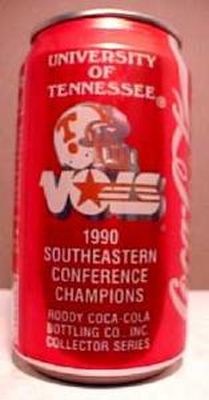 UNIVERSITY
OF
TENNESSEE®
T
VOLS
1990
SOUTHEASTERN
CONFERENCE
CHAMPIONS
RODDY COCA-COLA
BOTTLING CO., INC.
COLLECTOR SERIES